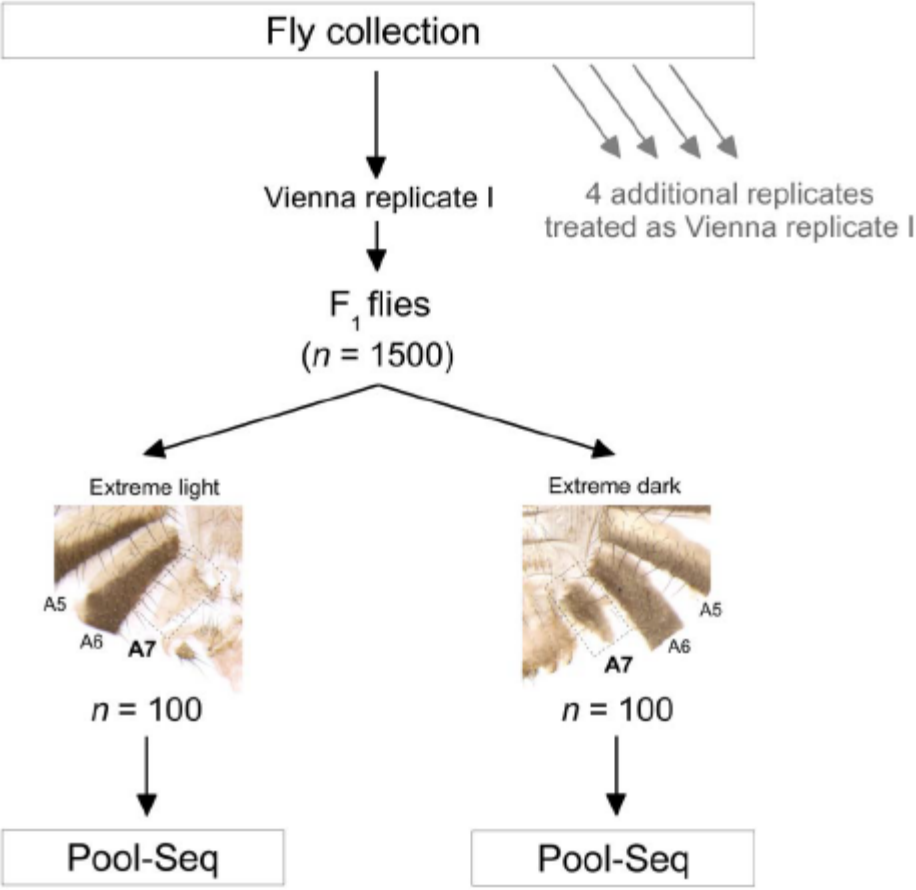 Fly collection
Vienna replicate I
4 additional replicates
treated as Vienna replicate I
F1 flies
(n = 1500)
Extreme light
Extreme dark
A5
A6
A7
A5
A6
A7
n = 100
n = 100
Pool-Seq
Pool-Seq